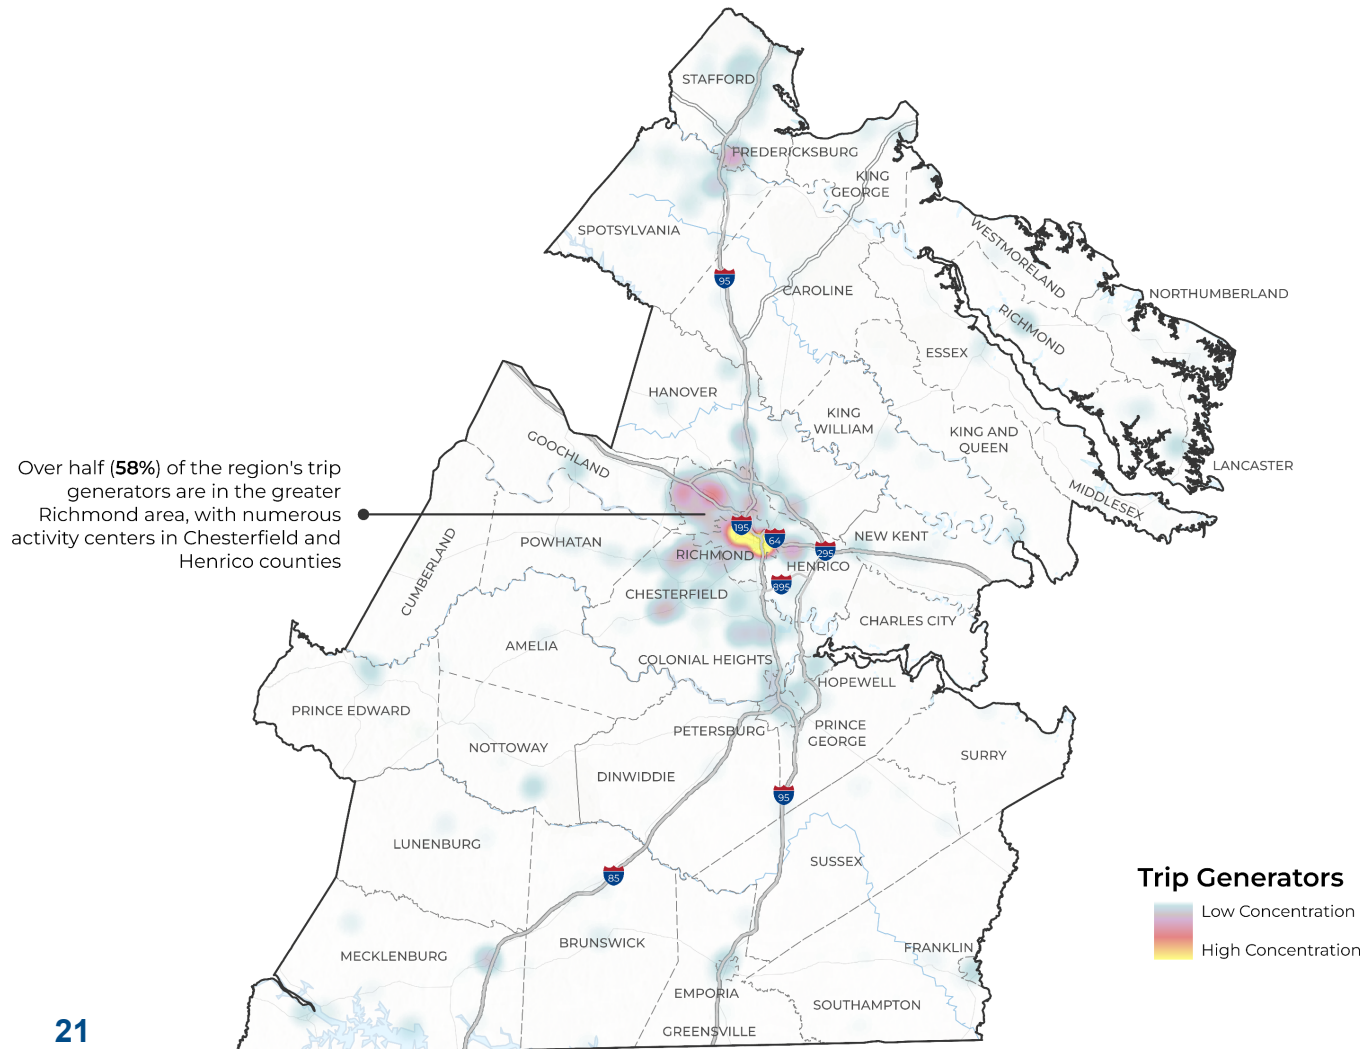 STAFFORD
FREDERICKSBURG
KING
GEORGE
SPOTSYLVANIA
WESTMORELAND
95
CAROLINE
NORTHUMBERLAND
RICHMOND
ESSEX
HANOVER
KING
WILLIAM
KING AND
QUEEN
GOOCHLAND
LANCASTER
MIDDLESEX
Over half (58%) of the region's trip
generators are in the greater
Richmond area, with numerous
activity centers in Chesterfield and
Henrico counties
195
64
295
NEW KENT
POWHATAN
RICHMOND
HENRICO
CUMBERLAND
895
CHESTERFIELD
CHARLES CITY
AMELIA
COLONIAL HEIGHTS
HOPEWELL
PRINCE EDWARD
PETERSBURG
PRINCE
GEORGE
NOTTOWAY
SURRY
DINWIDDIE
95
LUNENBURG
SUSSEX
85
Trip Generators
Low Concentration
High Concentration
BRUNSWICK
FRANKLIN
MECKLENBURG
EMPORIA
SOUTHAMPTON
GREENSVILLE
21